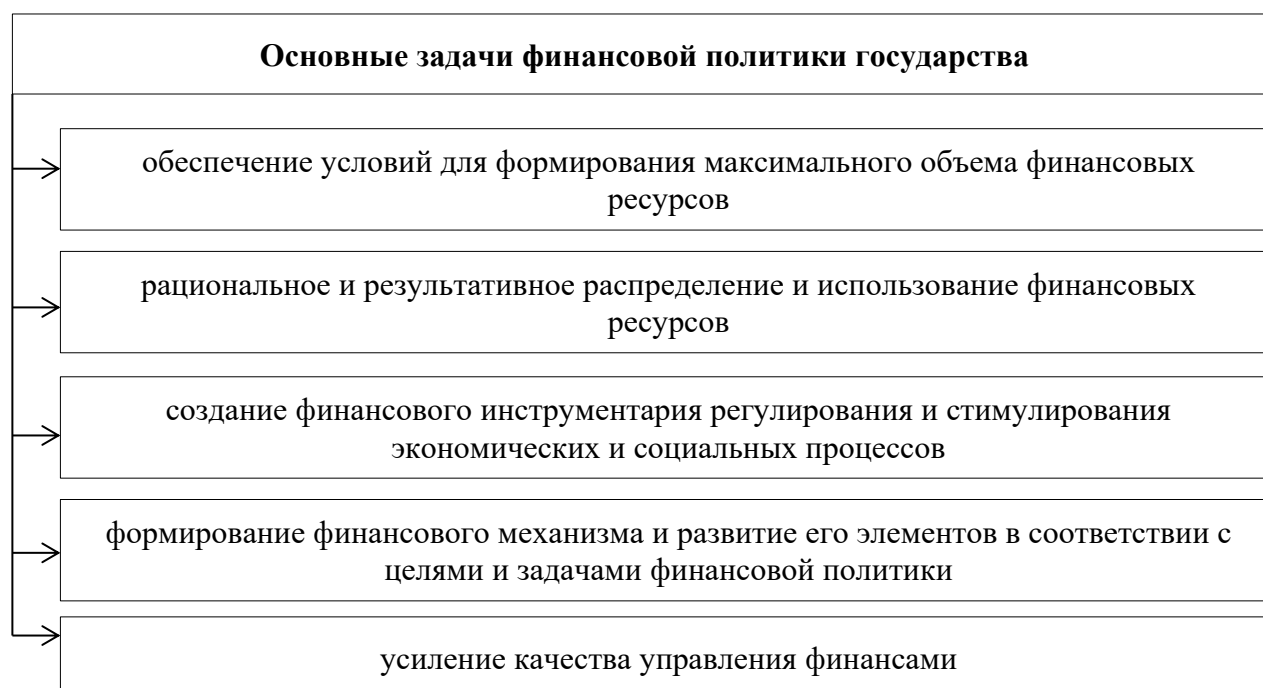 Основные задачи финансовой политики государства
обеспечение условий для формирования максимального объема финансовых
ресурсов
рациональное и результативное распределение и использование финансовых
ресурсов
создание финансового инструментария регулирования и стимулирования
экономических и социальных процессов
формирование финансового механизма и развитие его элементов в соответствии с
целями и задачами финансовой политики
усиление качества управления финансами